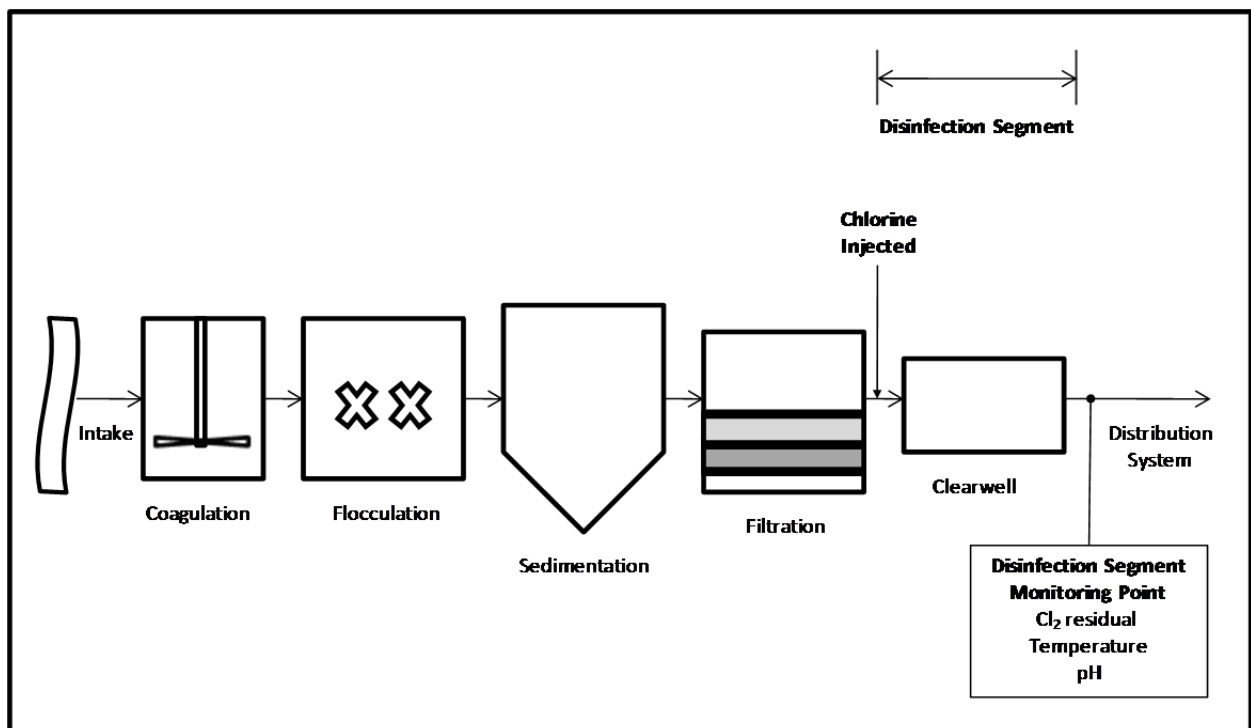 Disinfection Segment
Chlorine
Injected
Intake
Coagulation
Flocculation
Sedimentation
Filtration
Clearwell
Distribution
System
Disinfection Segment
Monitoring Point
Cl₂ residual
Temperature
pH